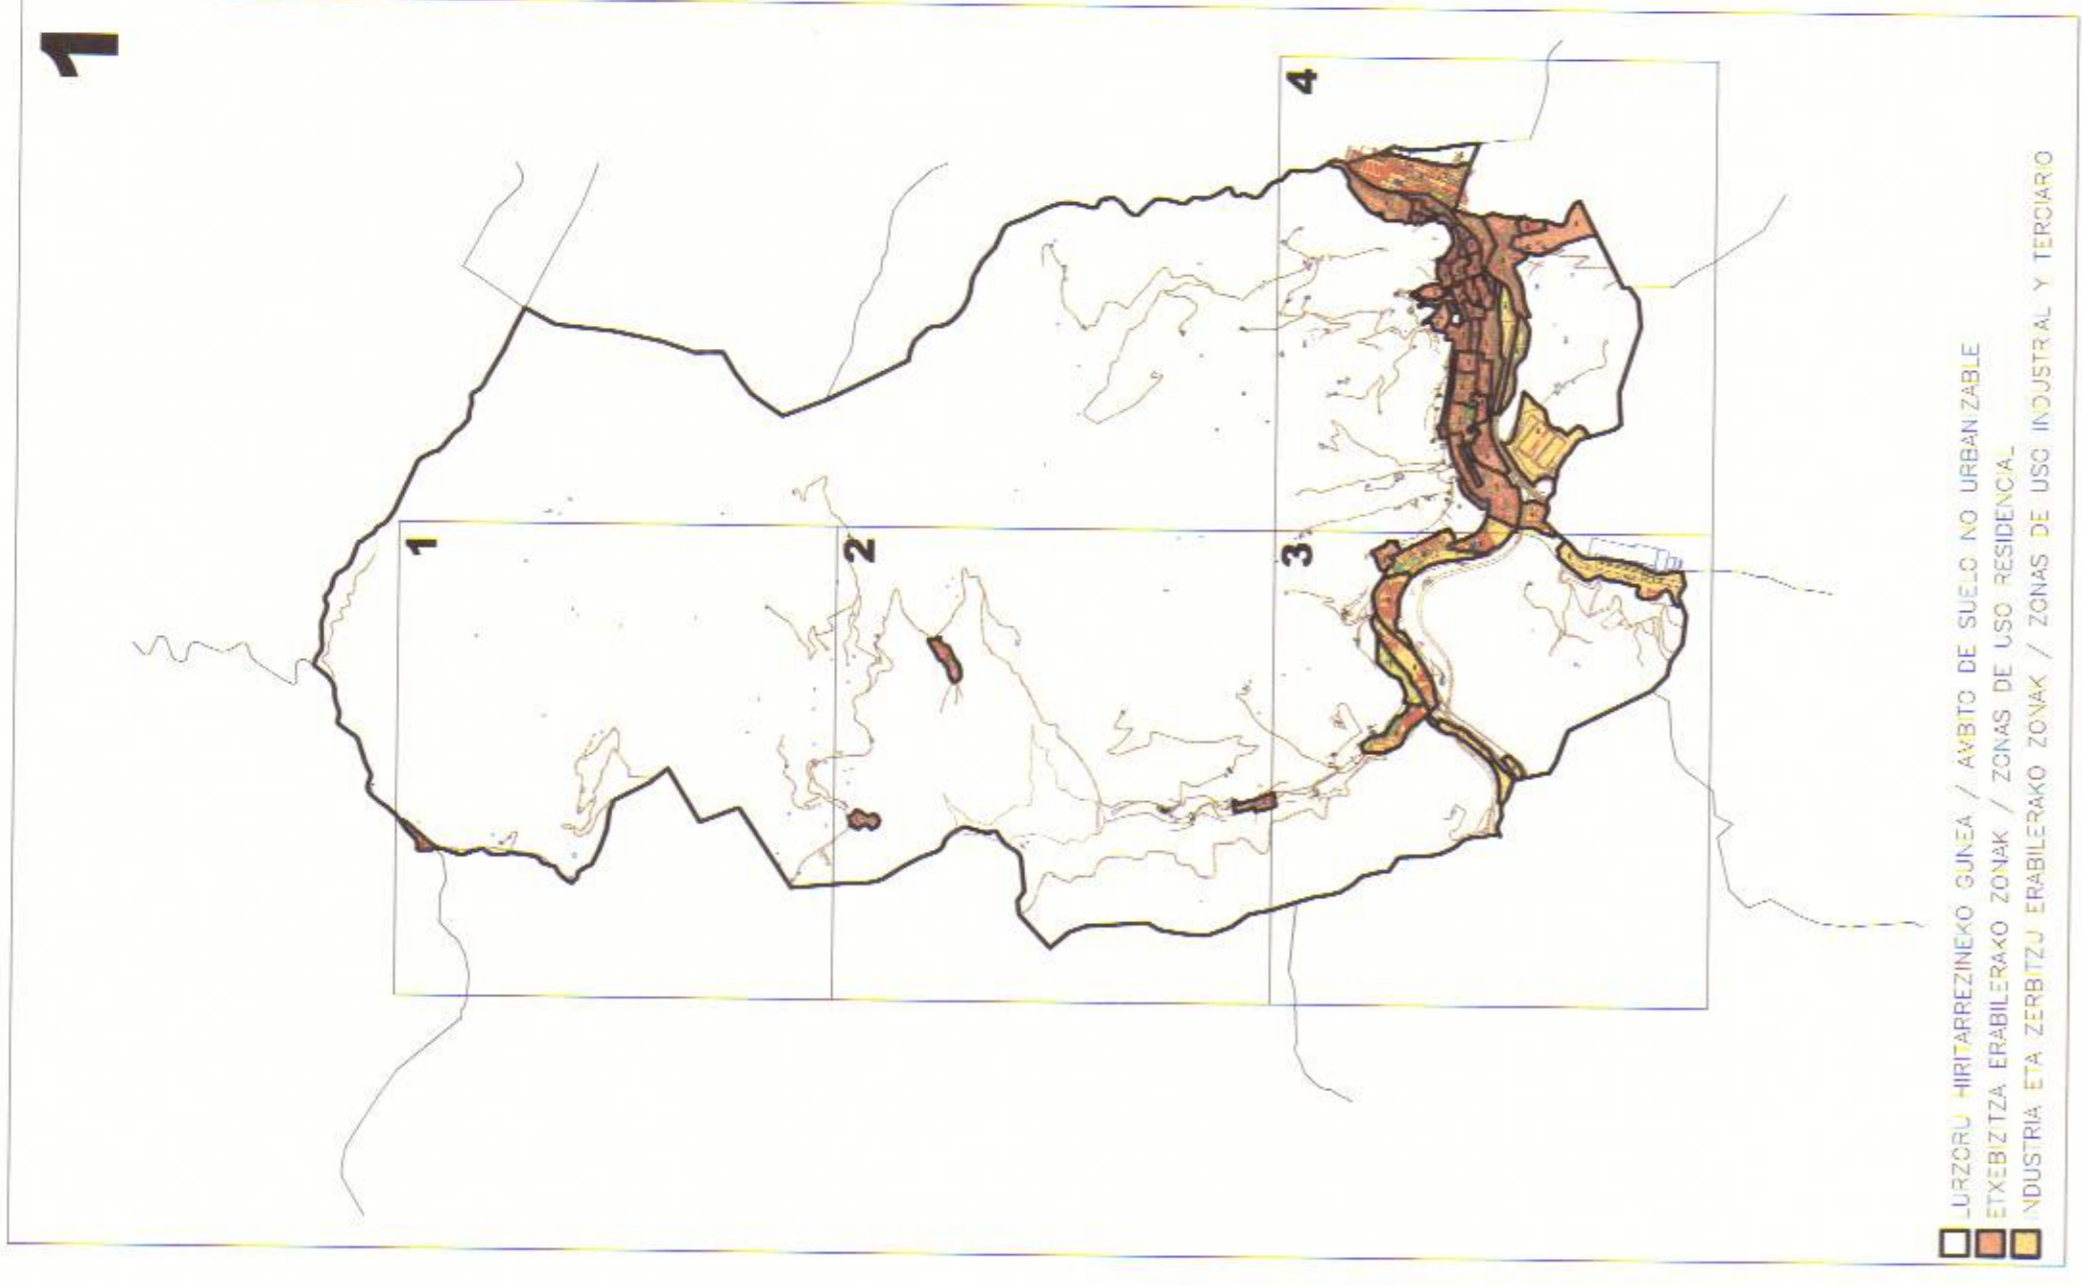 1
1
2
3
4
LURZORU HIRITARREZINEKO GUNEA / AMBITO DE SUELO NO URBANIZABLE
ETXEBIZITZA ERABILERAKO ZONAK / ZONAS DE USO RESIDENCIAL
INDUSTRIA ETA ZERBITZU ERABILERAKO ZONAK / ZONAS DE USO INDUSTRIAL Y TERCIARIO